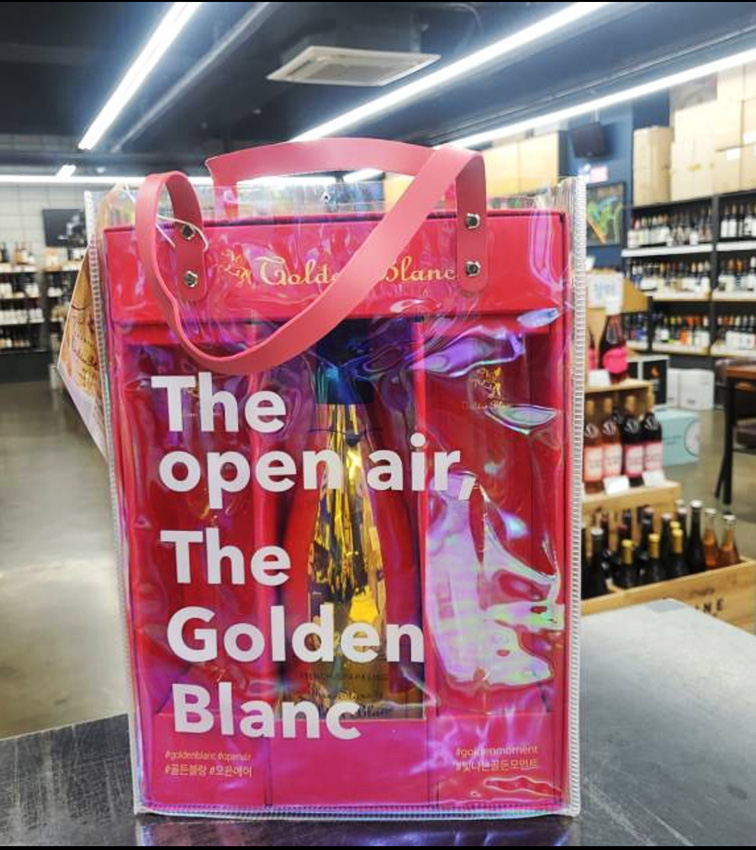 Golden Blanc
The
open air,
The
Golden
Blanc
#goldenblanc #openair
#골든블랑 #오픈에어
#goldenmoment
#빛나는골든모먼트